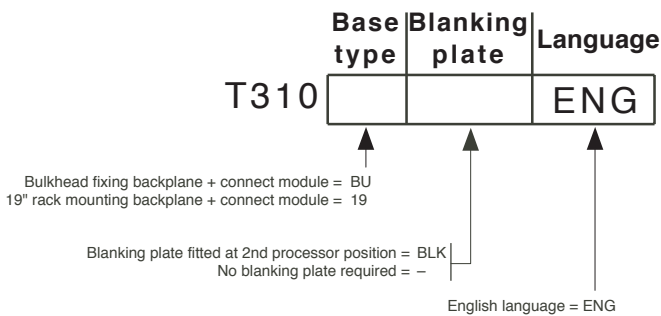 Base type Blanking plate Language
T310 ENG
Bulkhead fixing backplane + connect module = BU
19" rack mounting backplane + connect module = 19
Blanking plate fitted at 2nd processor position = BLK
No blanking plate required = –
English language = ENG